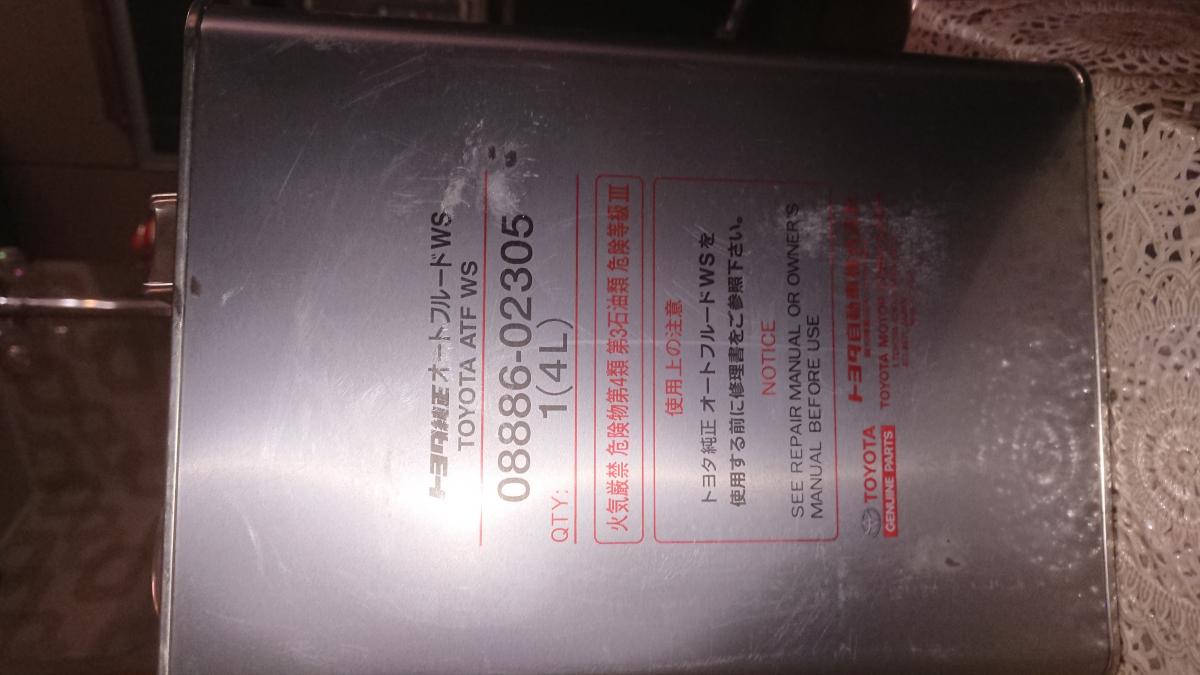 トヨタ純正オートフルードWS
TOYOTA ATF WS
08886-02305
QTY: 1(4L)
火気厳禁 危険物第4類 第3石油類 危険等級Ⅲ
使用上の注意
トヨタ純正 オートフルードWSを
使用する前に修理書をご参照下さい。
NOTICE
SEE REPAIR MANUAL OR OWNER'S
MANUAL BEFORE USE
トヨタ自動車株式会社
TOYOTA
GENUINE PARTS
TOYOTA MOTOR